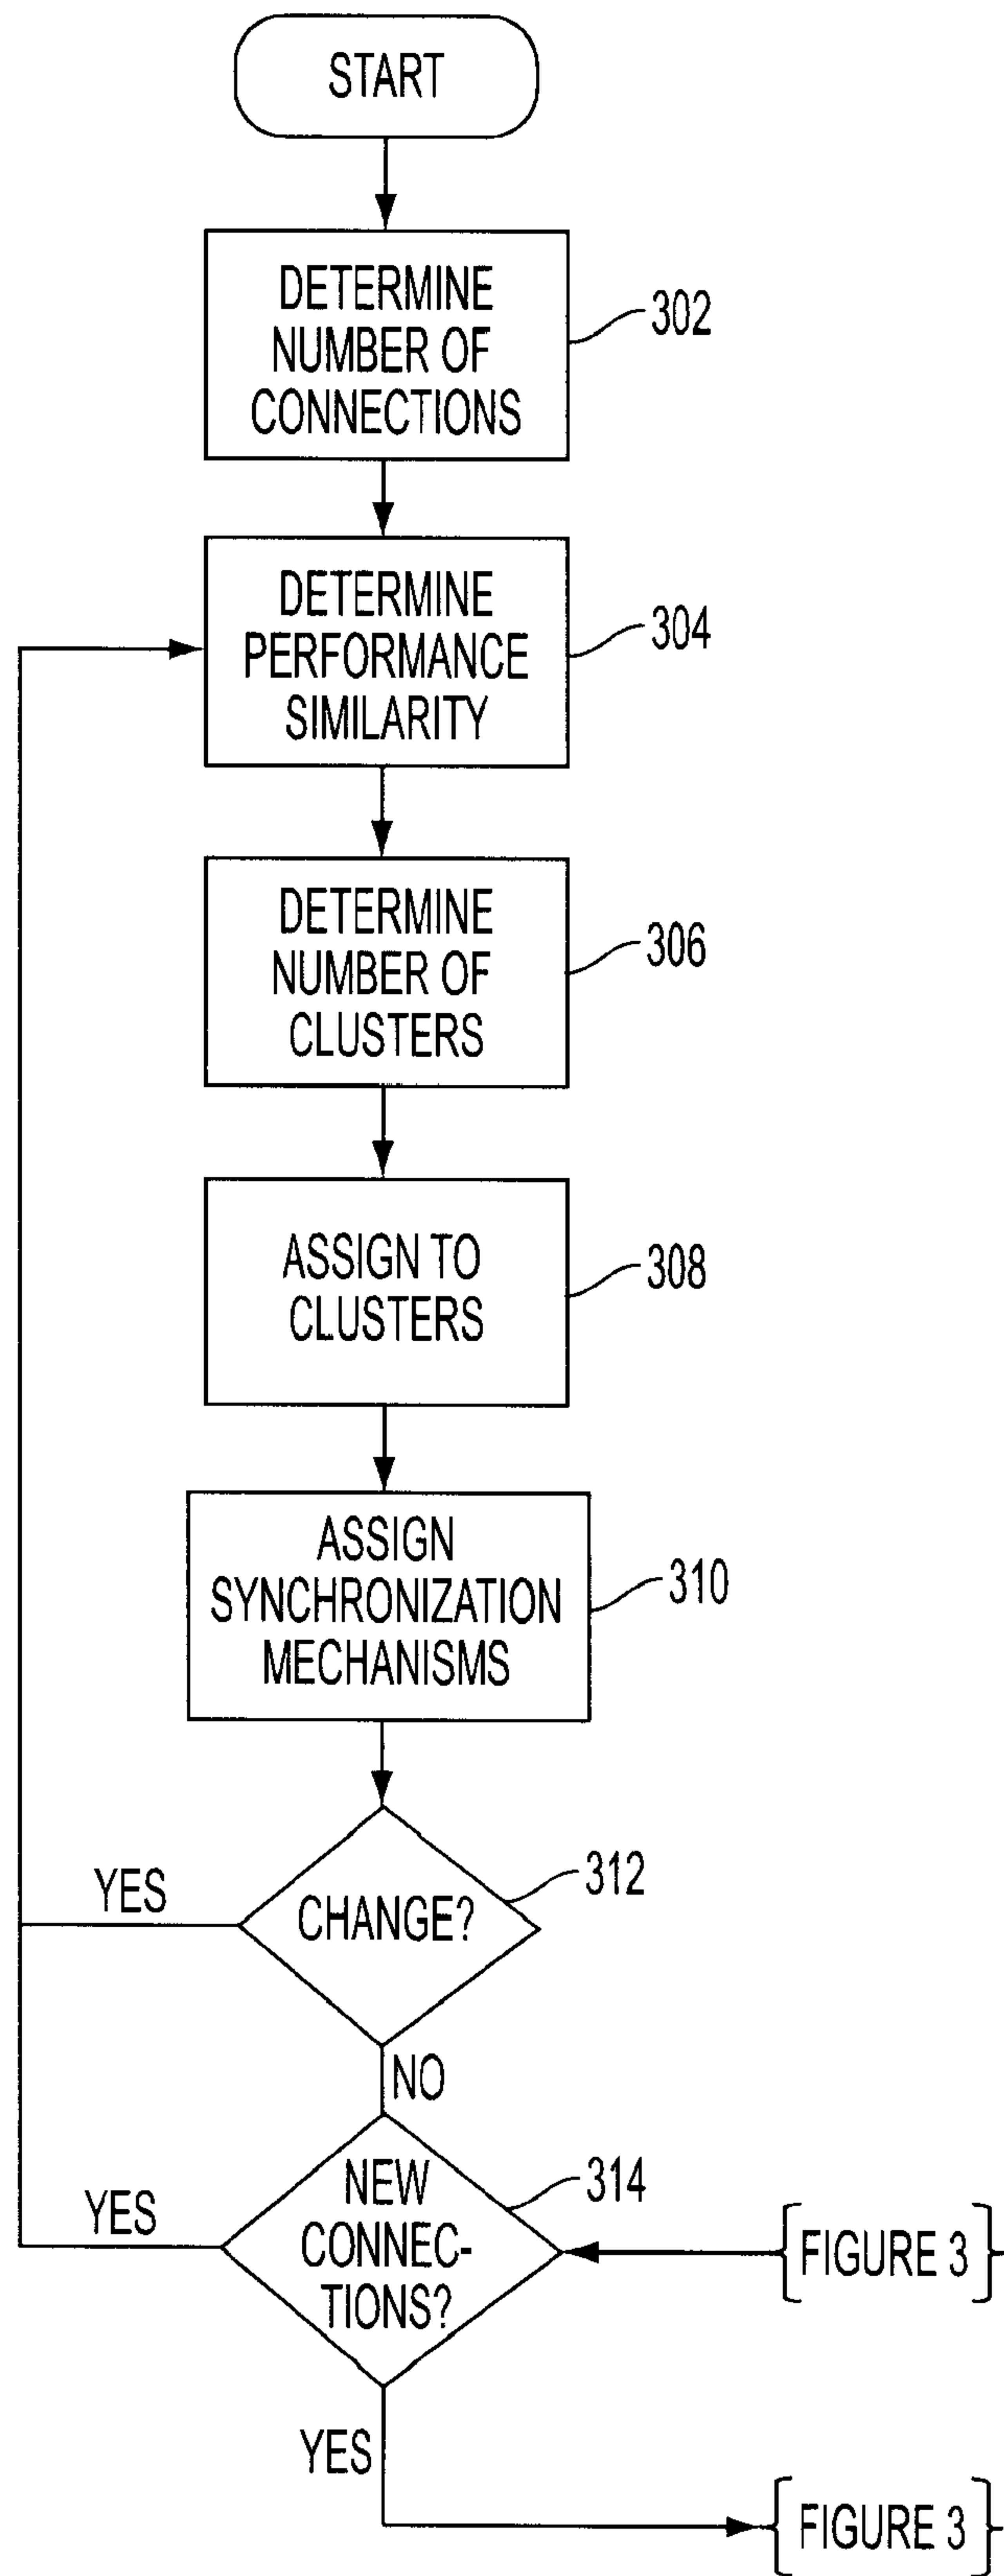 START
DETERMINE
NUMBER OF
CONNECTIONS
302
DETERMINE
PERFORMANCE
SIMILARITY
304
DETERMINE
NUMBER OF
CLUSTERS
306
ASSIGN TO
CLUSTERS
308
ASSIGN
SYNCHRONIZATION
MECHANISMS
310
CHANGE?
312
YES
NO
NEW
CONNEC-
TIONS?
314
YES
{FIGURE 3}
YES
{FIGURE 3}